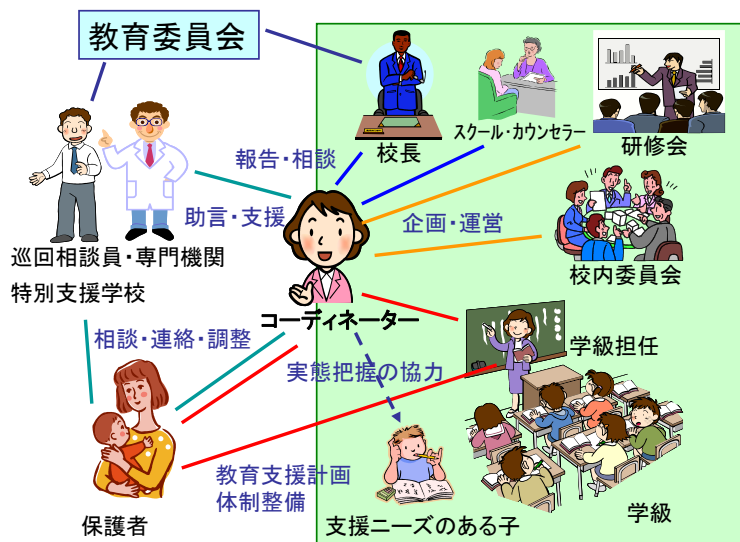 教育委員会
校長
スクール・カウンセラー
研修会
報告・相談
助言・支援
企画・運営
巡回相談員・専門機関
特別支援学校
校内委員会
コーディネーター
相談・連絡・調整
学級担任
実態把握の協力
教育支援計画
体制整備
保護者
支援ニーズのある子
学級